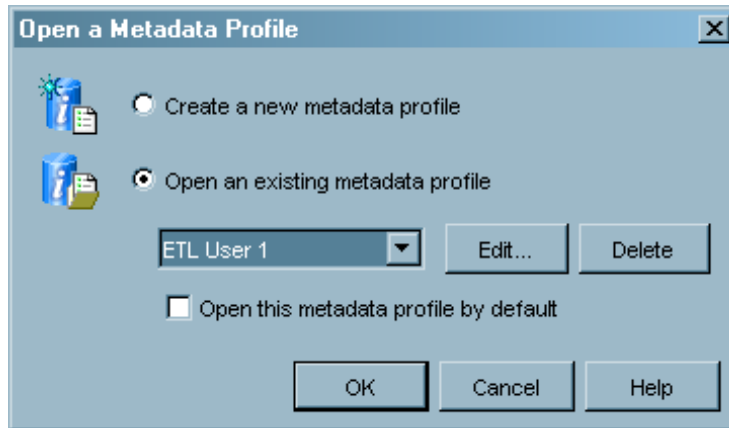 Open a Metadata Profile
Create a new metadata profile
Open an existing metadata profile
ETL User 1
Edit...
Delete
Open this metadata profile by default
OK
Cancel
Help